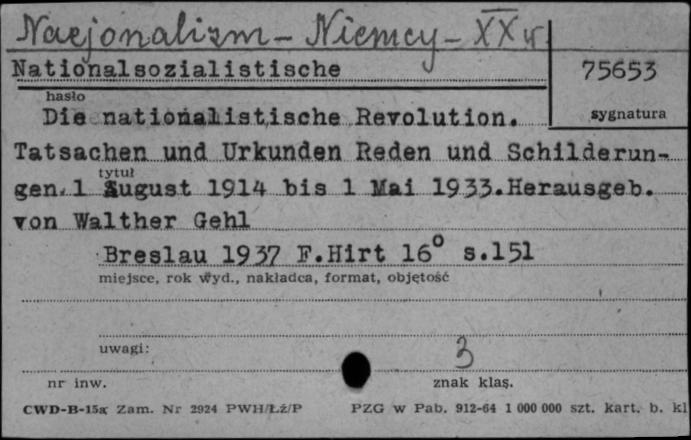 Nacjonalizm - Niemcy - XX w
Nationalsozialistische
75653
hasło
sygnatura
Die nationalistische Revolution.
Tatsachen und Urkunden Reden und Schilderun-
tytuł
gen.1 August 1914 bis 1 Mai 1933.Herausgeb.
von Walther Gehl
Breslau 1937 F.Hirt 16° s.151
miejsce, rok wyd., nakładca, format, objętość
uwagi:
3
nr inw.
znak klas.
CWD-B-15a Zam. Nr 2924 PWH/Łź/P
PZG w Pab. 912-64 1 000 000 szt. kart. b. kl